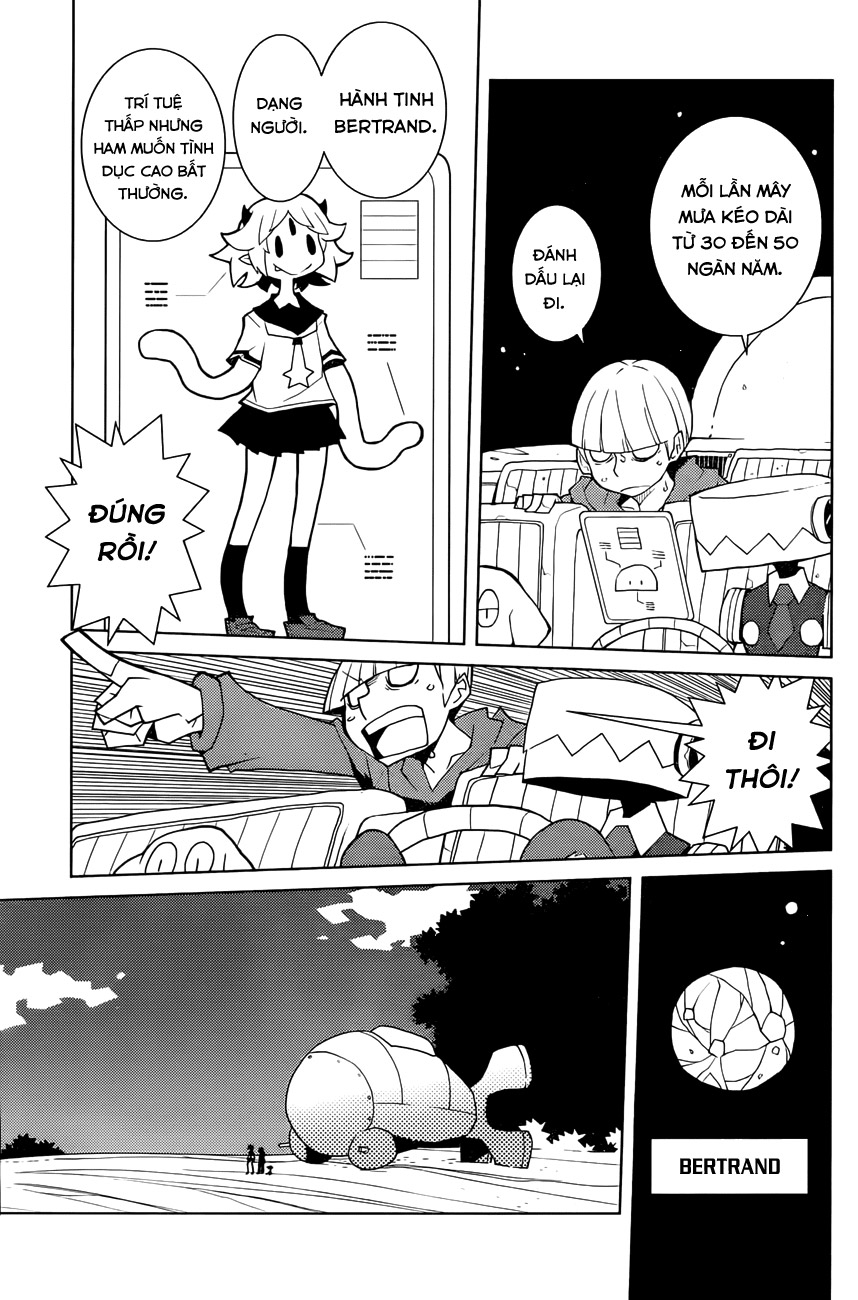 MỖI LẦN MÂY
MƯA KÉO DÀI
TỪ 30 ĐẾN 50
NGÀN NĂM.
ĐÁNH
DẤU LẠI
ĐI.
HÀNH TINH
BERTRAND.
DẠNG
NGƯỜI.
TRÍ TUỆ
THẤP NHƯNG
HAM MUỐN TÌNH
DỤC CAO BẤT
THƯỜNG.
ĐÚNG
RỒI!
ĐI
THÔI!
BERTRAND